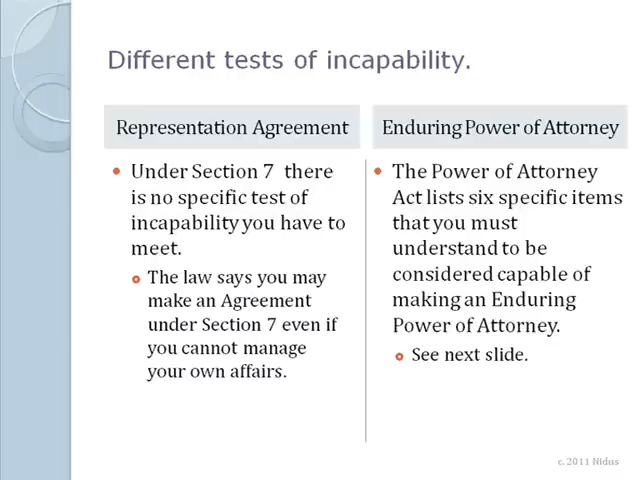 Different tests of incapability.
Representation Agreement
Under Section 7 there
is no specific test of
incapability you have to
meet.
The law says you may
make an Agreement
under Section 7 even if
you cannot manage
your own affairs.
Enduring Power of Attorney
The Power of Attorney
Act lists six specific items
that you must
understand to be
considered capable of
making an Enduring
Power of Attorney.
See next slide.
c. 2011 Nidus